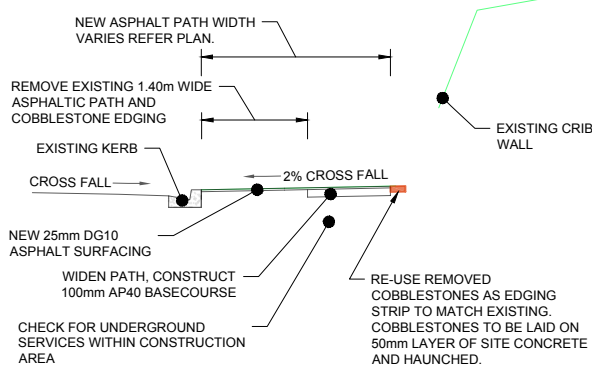 NEW ASPHALT PATH WIDTH
VARIES REFER PLAN.
REMOVE EXISTING 1.40m WIDE
ASPHALTIC PATH AND
COBBLESTONE EDGING
EXISTING CRIB
WALL
EXISTING KERB
CROSS FALL
2% CROSS FALL
NEW 25mm DG10
ASPHALT SURFACING
WIDEN PATH, CONSTRUCT
100mm AP40 BASECOURSE
RE-USE REMOVED
COBBLESTONES AS EDGING
STRIP TO MATCH EXISTING.
COBBLESTONES TO BE LAID ON
50mm LAYER OF SITE CONCRETE
AND HAUNCHED.
CHECK FOR UNDERGROUND
SERVICES WITHIN CONSTRUCTION
AREA